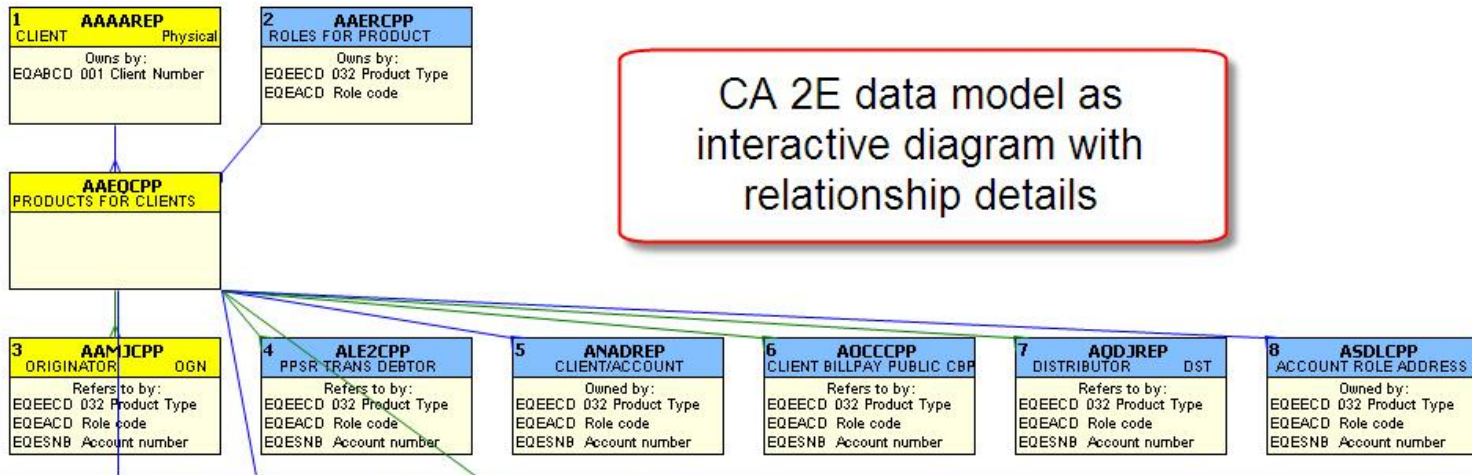 1 AAAAREP
CLIENT Physical
Owns by:
EQABCD 001 Client Number
2 AAERCPP
ROLES FOR PRODUCT
Owns by:
EQEECD 032 Product Type
EQEACD Role code
CA 2E data model as
interactive diagram with
relationship details
AAEQCPP
PRODUCTS FOR CLIENTS
3 AAMJCPP
ORIGINATOR OGN
Refers to by:
EQEECD 032 Product Type
EQEACD Role code
EQESNB Account number
4 ALE2CPP
PPSR TRANS DEBTOR
Refers to by:
EQEECD 032 Product Type
EQEACD Role code
EQESNB Account number
5 ANADREP
CLIENT/ACCOUNT
Owned by:
EQEECD 032 Product Type
EQEACD Role code
EQESNB Account number
6 AOCCCPP
CLIENT BILLPAY PUBLIC CBP
Refers to by:
EQEECD 032 Product Type
EQEACD Role code
EQESNB Account number
7 AQDJREP
DISTRIBUTOR DST
Refers to by:
EQEECD 032 Product Type
EQEACD Role code
EQESNB Account number
8 ASDLCPP
ACCOUNT ROLE ADDRESS
Owned by:
EQEECD 032 Product Type
EQEACD Role code
EQESNB Account number